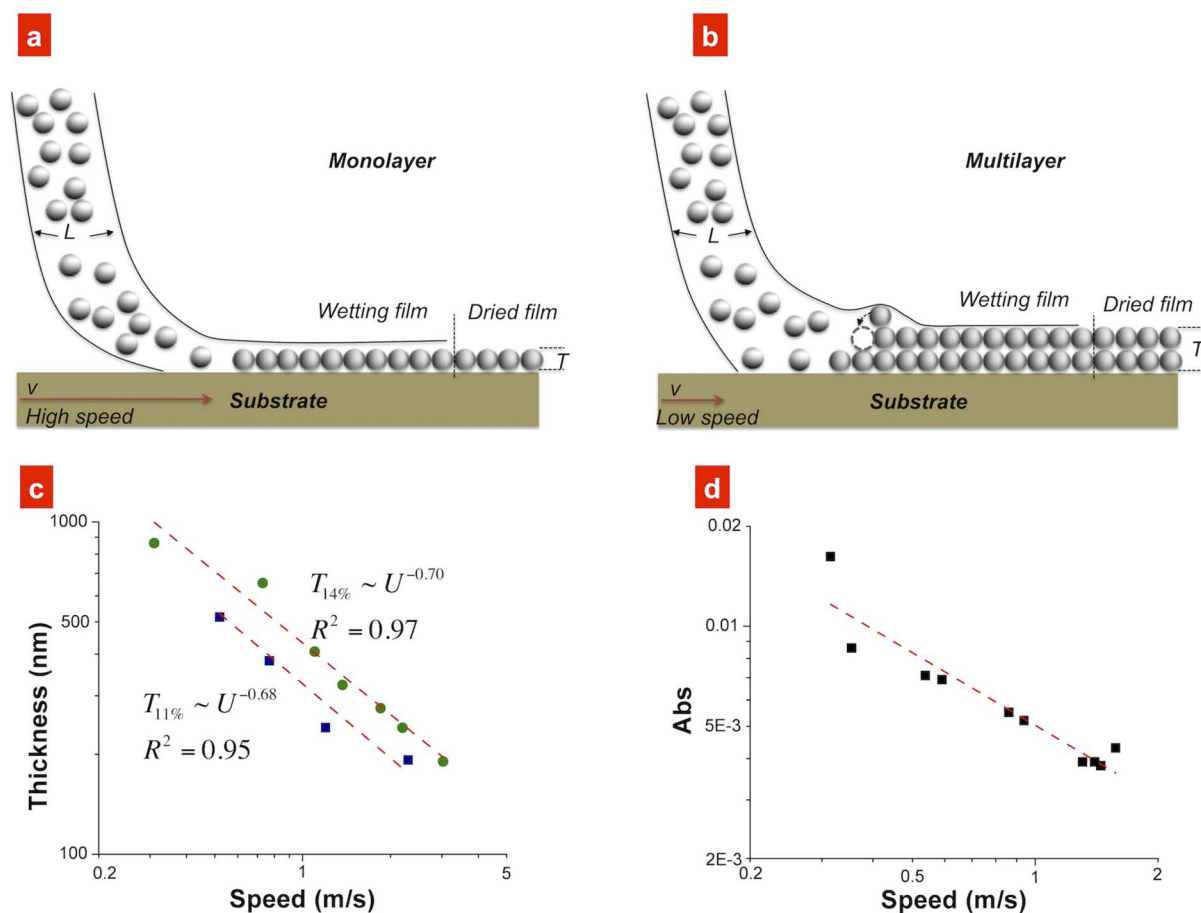 a
b
Monolayer
Multilayer
L
L
Wetting film
Dried film
Wetting film
Dried film
T
T
v
High speed
Substrate
v
Low speed
Substrate
c
d
1000
500
100
Thickness (nm)
T14% ~ U^−0.70
R² = 0.97
T11% ~ U^−0.68
R² = 0.95
0.2
1
5
Speed (m/s)
0.02
0.01
5E-3
2E-3
Abs
0.2
0.5
1
2
Speed (m/s)